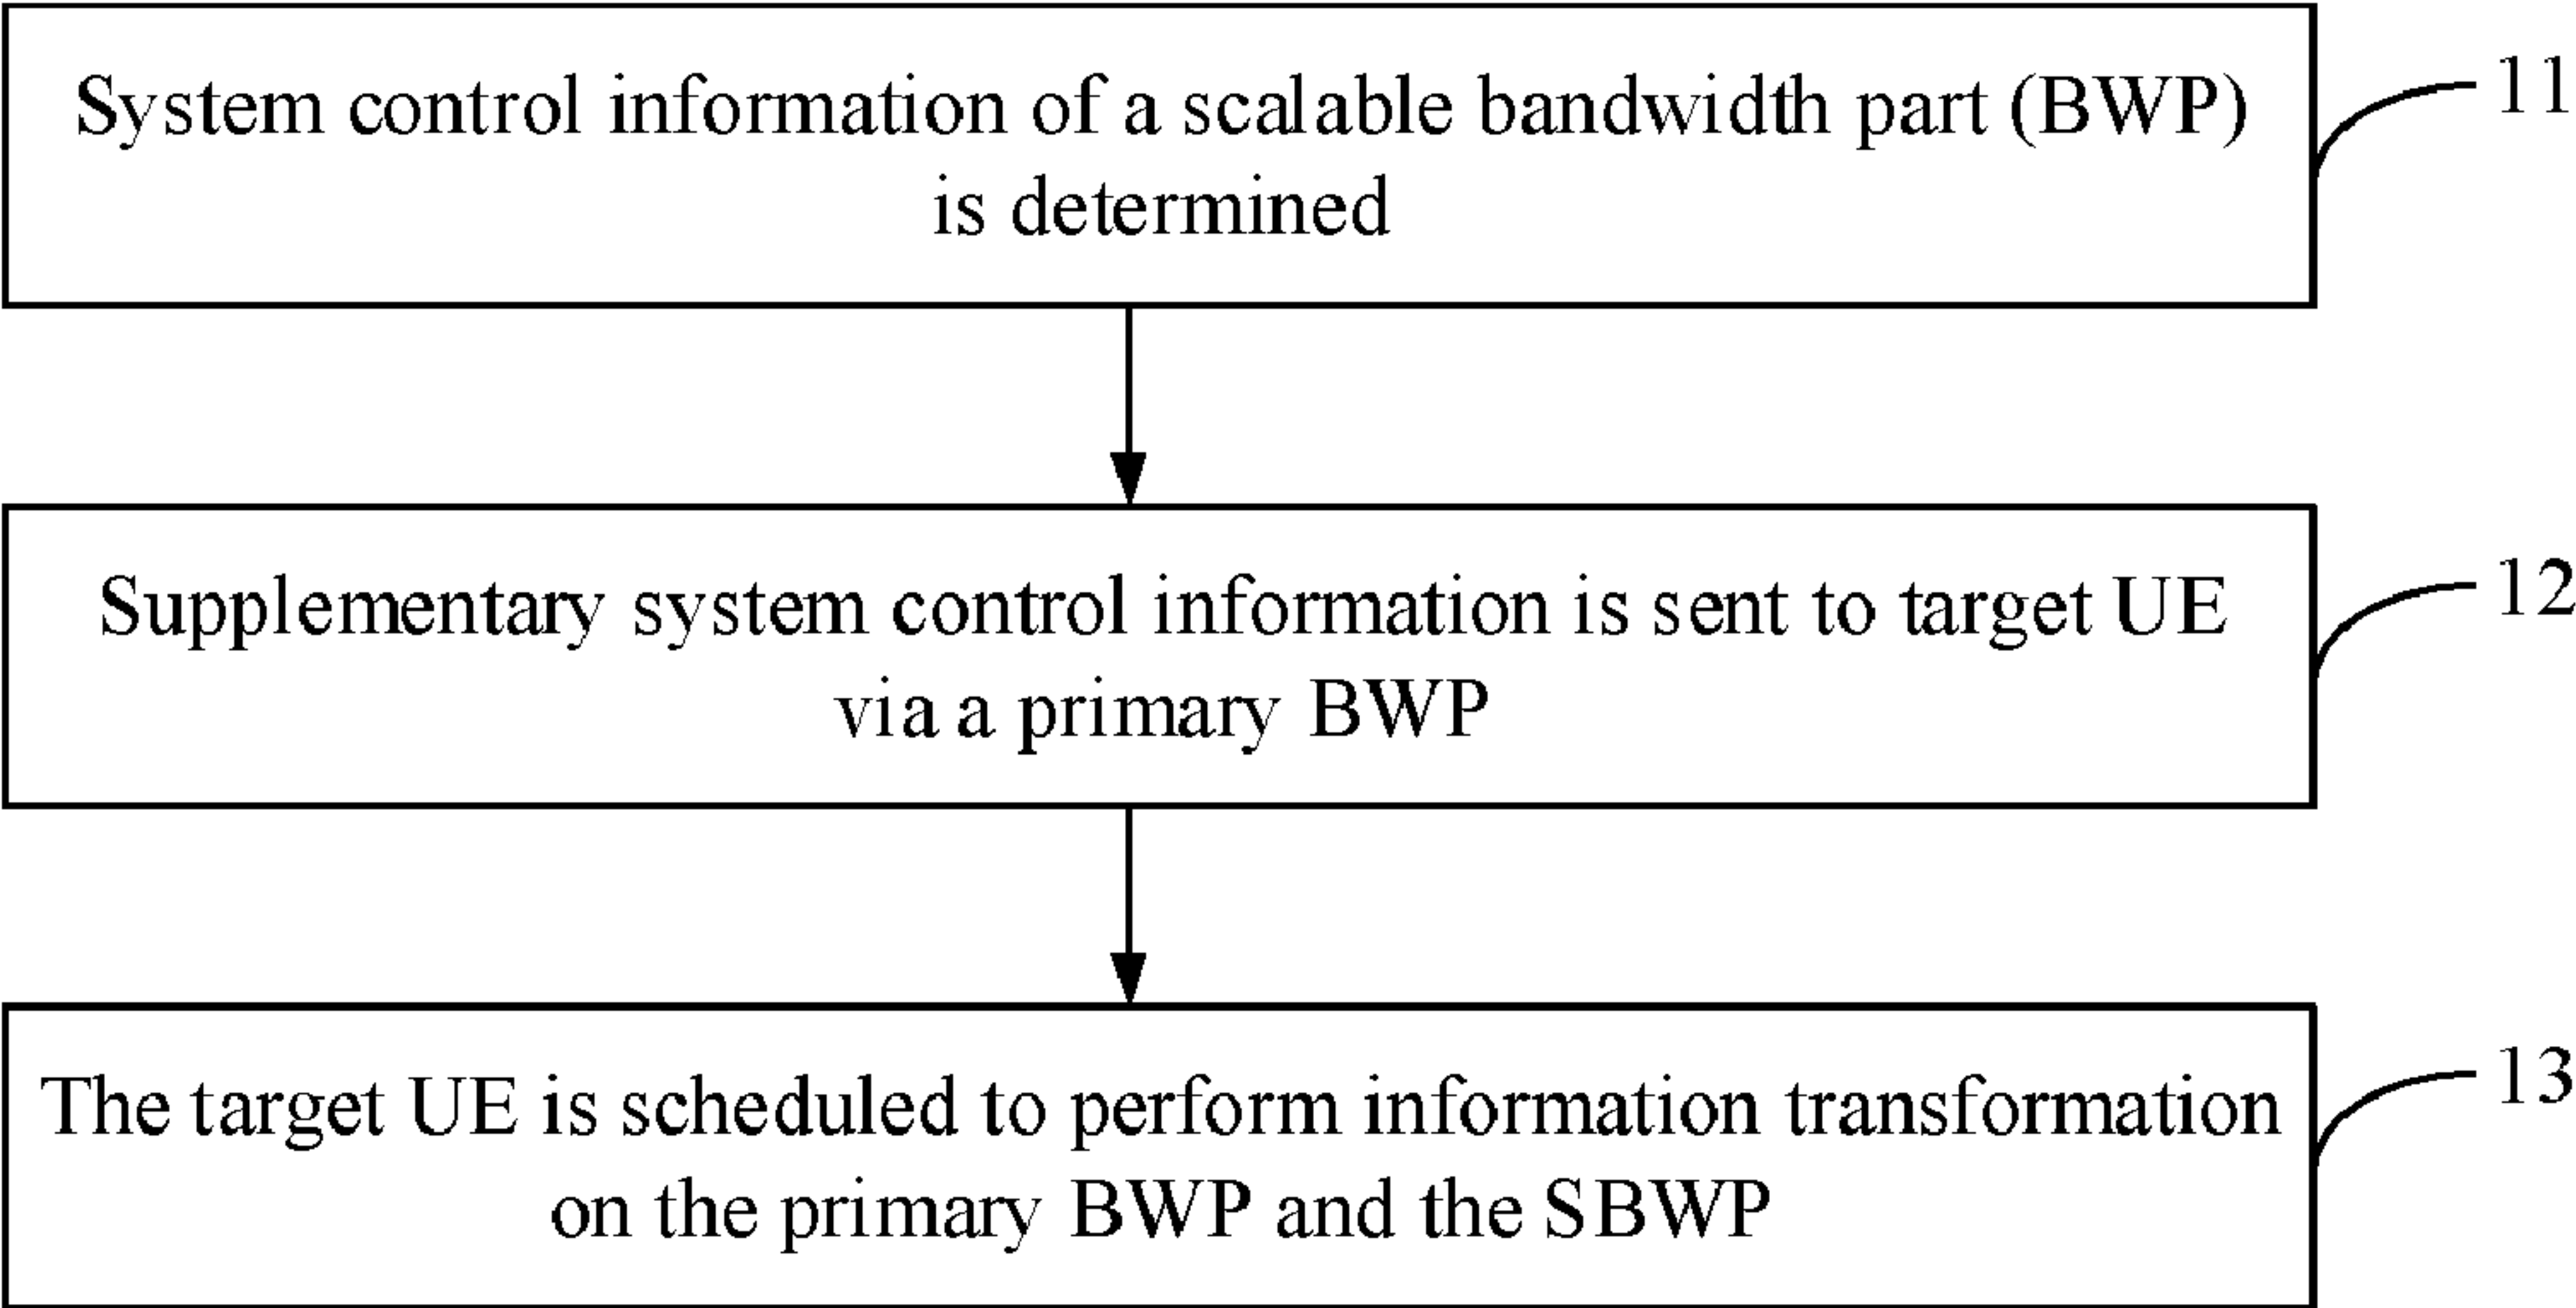 System control information of a scalable bandwidth part (BWP)
is determined
11
Supplementary system control information is sent to target UE
via a primary BWP
12
The target UE is scheduled to perform information transformation
on the primary BWP and the SBWP
13